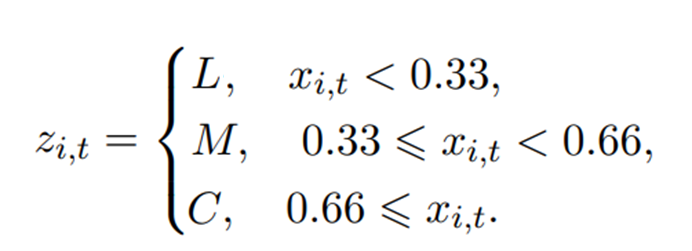 L, x_{i,t} < 0.33,
z_{i,t} = { M, 0.33 ⩽ x_{i,t} < 0.66,
C, 0.66 ⩽ x_{i,t}.